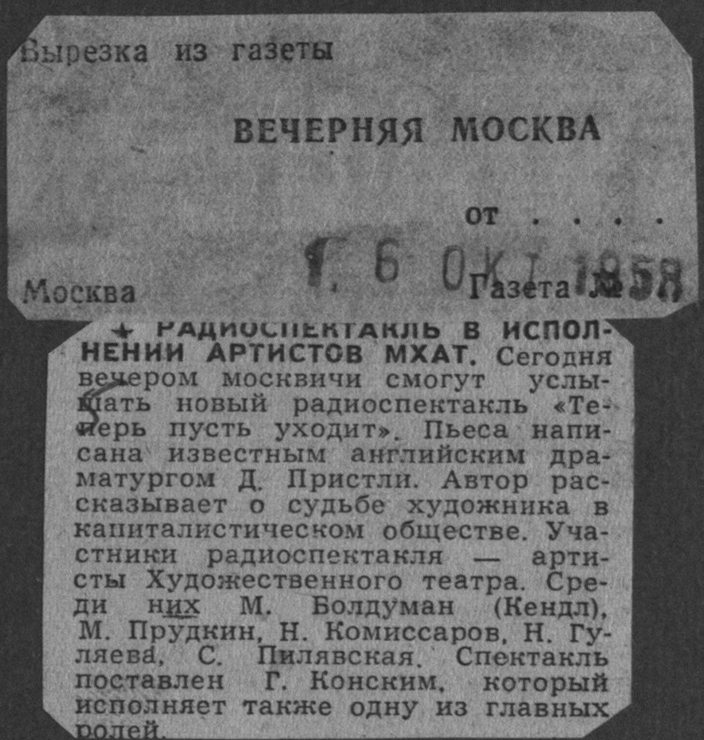 Вырезка из газеты
ВЕЧЕРНЯЯ МОСКВА
от . . . .
1. 6 ОКТ 1958
Москва Газета №
РАДИОСПЕКТАКЛЬ В ИСПОЛ-
НЕНИИ АРТИСТОВ МХАТ. Сегодня
вечером москвичи смогут услы-
шать новый радиоспектакль «Те-
перь пусть уходит». Пьеса напи-
сана известным английским дра-
матургом Д. Пристли. Автор рас-
сказывает о судьбе художника в
капиталистическом обществе. Уча-
стники радиоспектакля — арти-
сты Художественного театра. Сре-
ди них М. Болдуман (Кендл),
М. Прудкин, Н. Комиссаров, Н. Гу-
ляева, С. Пилявская. Спектакль
поставлен Г. Конским, который
исполняет также одну из главных
ролей.